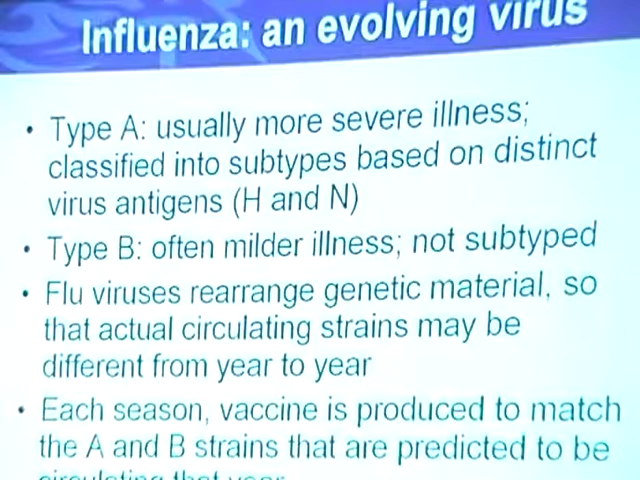 Influenza: an evolving virus
• Type A: usually more severe illness;
classified into subtypes based on distinct
virus antigens (H and N)
• Type B: often milder illness; not subtyped
• Flu viruses rearrange genetic material, so
that actual circulating strains may be
different from year to year
• Each season, vaccine is produced to match
the A and B strains that are predicted to be
circulating that year